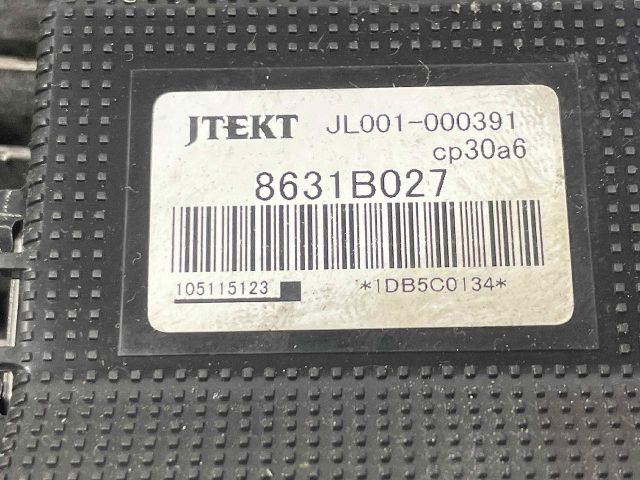 JTEKT JL001-000391
cp30a6
8631B027
105115123 *1DB5C0134*